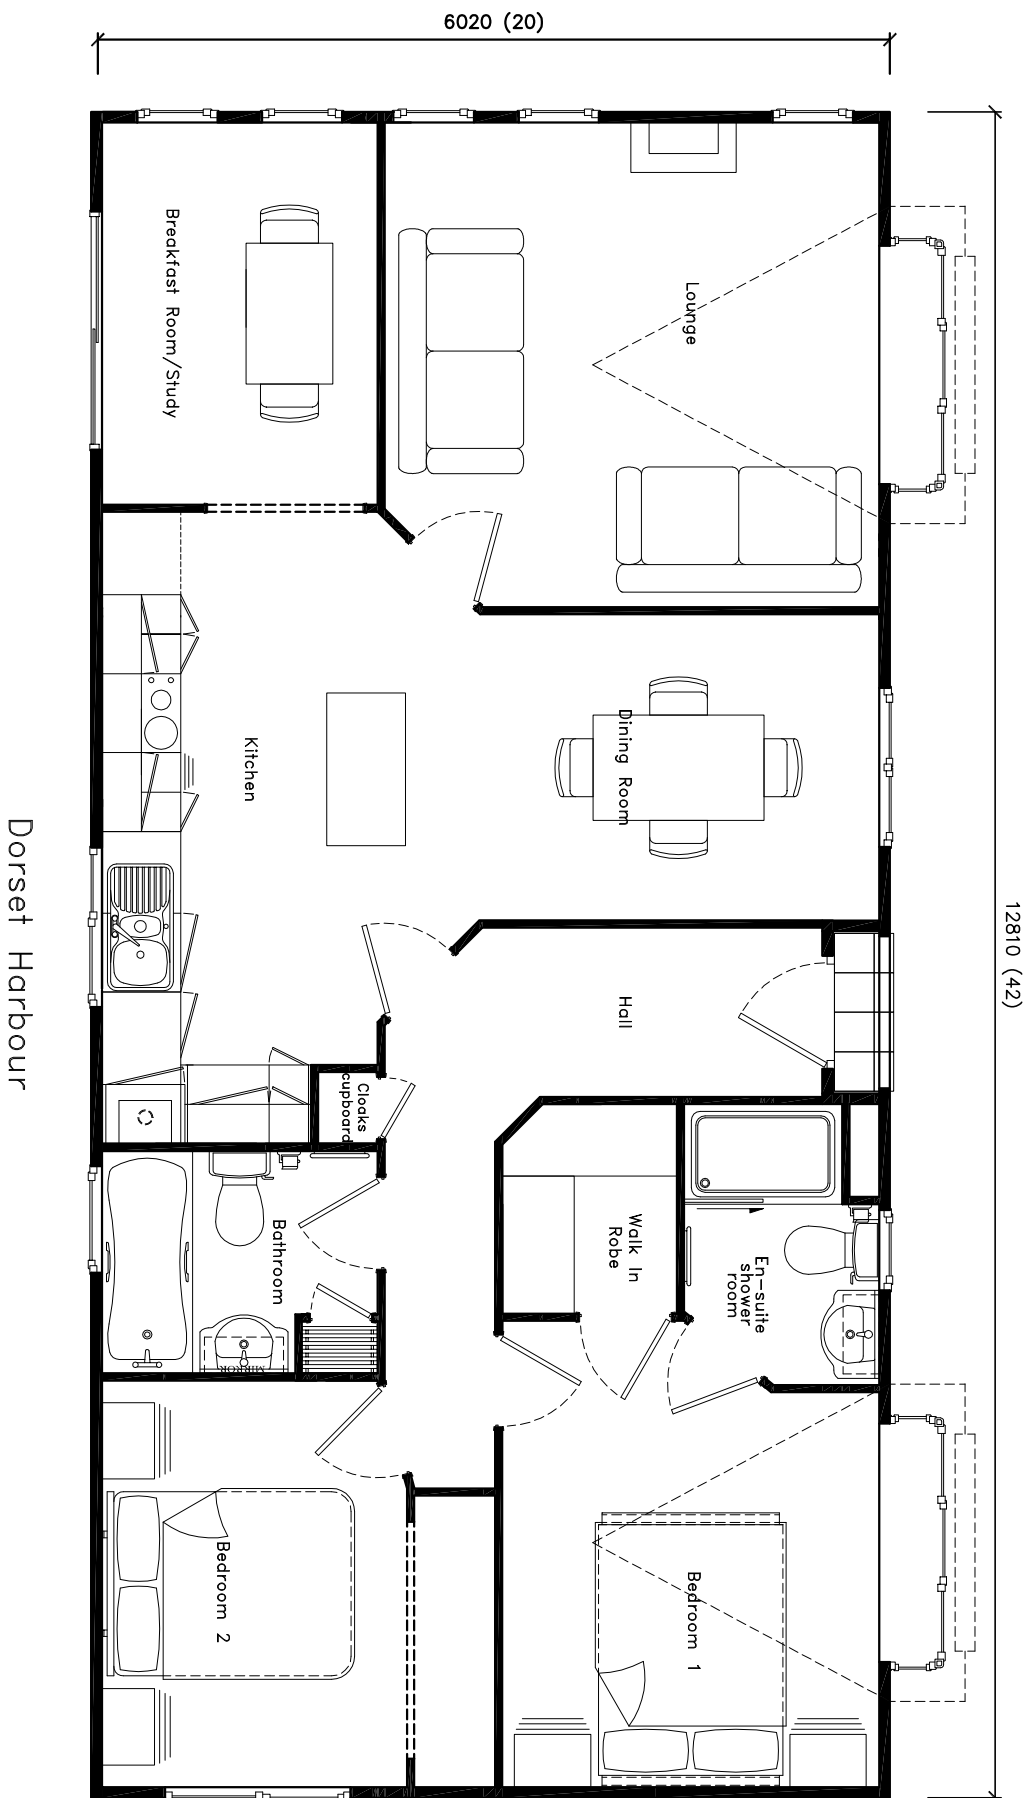 6020 (20)
12810 (42)
Breakfast Room/Study
Lounge
Kitchen
Dining Room
Hall
Cloaks
cupboard
Bathroom
MIRROR
Walk In
Robe
En-suite
shower
room
Bedroom 2
Bedroom 1
Dorset Harbour